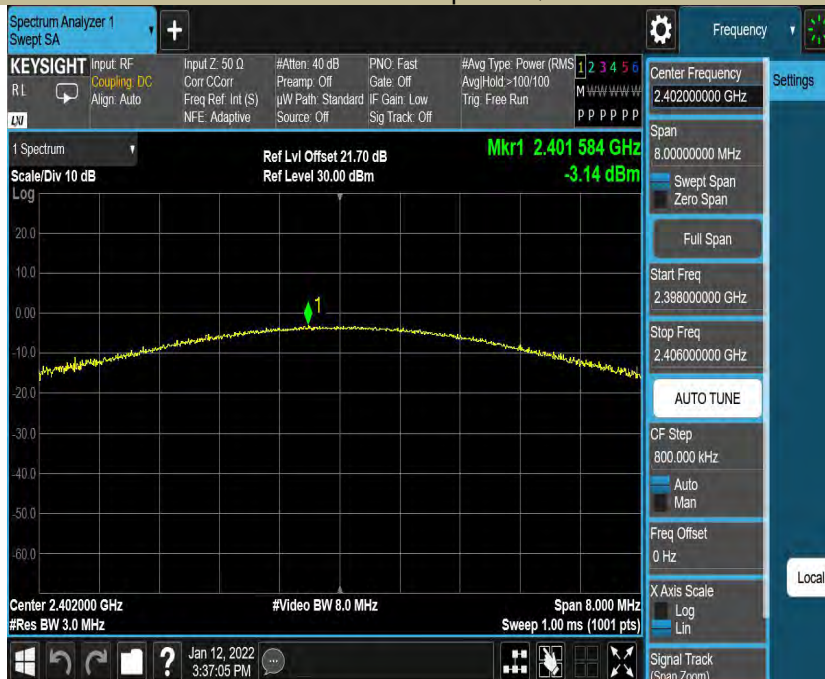 Spectrum Analyzer 1
Swept SA
Frequency
KEYSIGHT
R L
LXI
Input: RF
Coupling: DC
Align: Auto
Input Z: 50 Ω
Corr CCorr
Freq Ref: Int (S)
NFE: Adaptive
#Atten: 40 dB
Preamp: Off
µW Path: Standard
Source: Off
PNO: Fast
Gate: Off
IF Gain: Low
Sig Track: Off
#Avg Type: Power (RMS
Avg|Hold:>100/100
Trig: Free Run
1 2 3 4 5 6
M W W W W W
P P P P P P
1 Spectrum
Scale/Div 10 dB
Log
Ref Lvl Offset 21.70 dB
Ref Level 30.00 dBm
Mkr1 2.401 584 GHz
-3.14 dBm
20.0
10.0
0.00
-10.0
-20.0
-30.0
-40.0
-50.0
-60.0
1
Center 2.402000 GHz
#Res BW 3.0 MHz
#Video BW 8.0 MHz
Span 8.000 MHz
Sweep 1.00 ms (1001 pts)
Jan 12, 2022
3:37:05 PM
Center Frequency
2.402000000 GHz
Span
8.00000000 MHz
Swept Span
Zero Span
Full Span
Start Freq
2.398000000 GHz
Stop Freq
2.406000000 GHz
AUTO TUNE
CF Step
800.000 kHz
Auto
Man
Freq Offset
0 Hz
X Axis Scale
Log
Lin
Signal Track
(Span Zoom)
Settings
Local